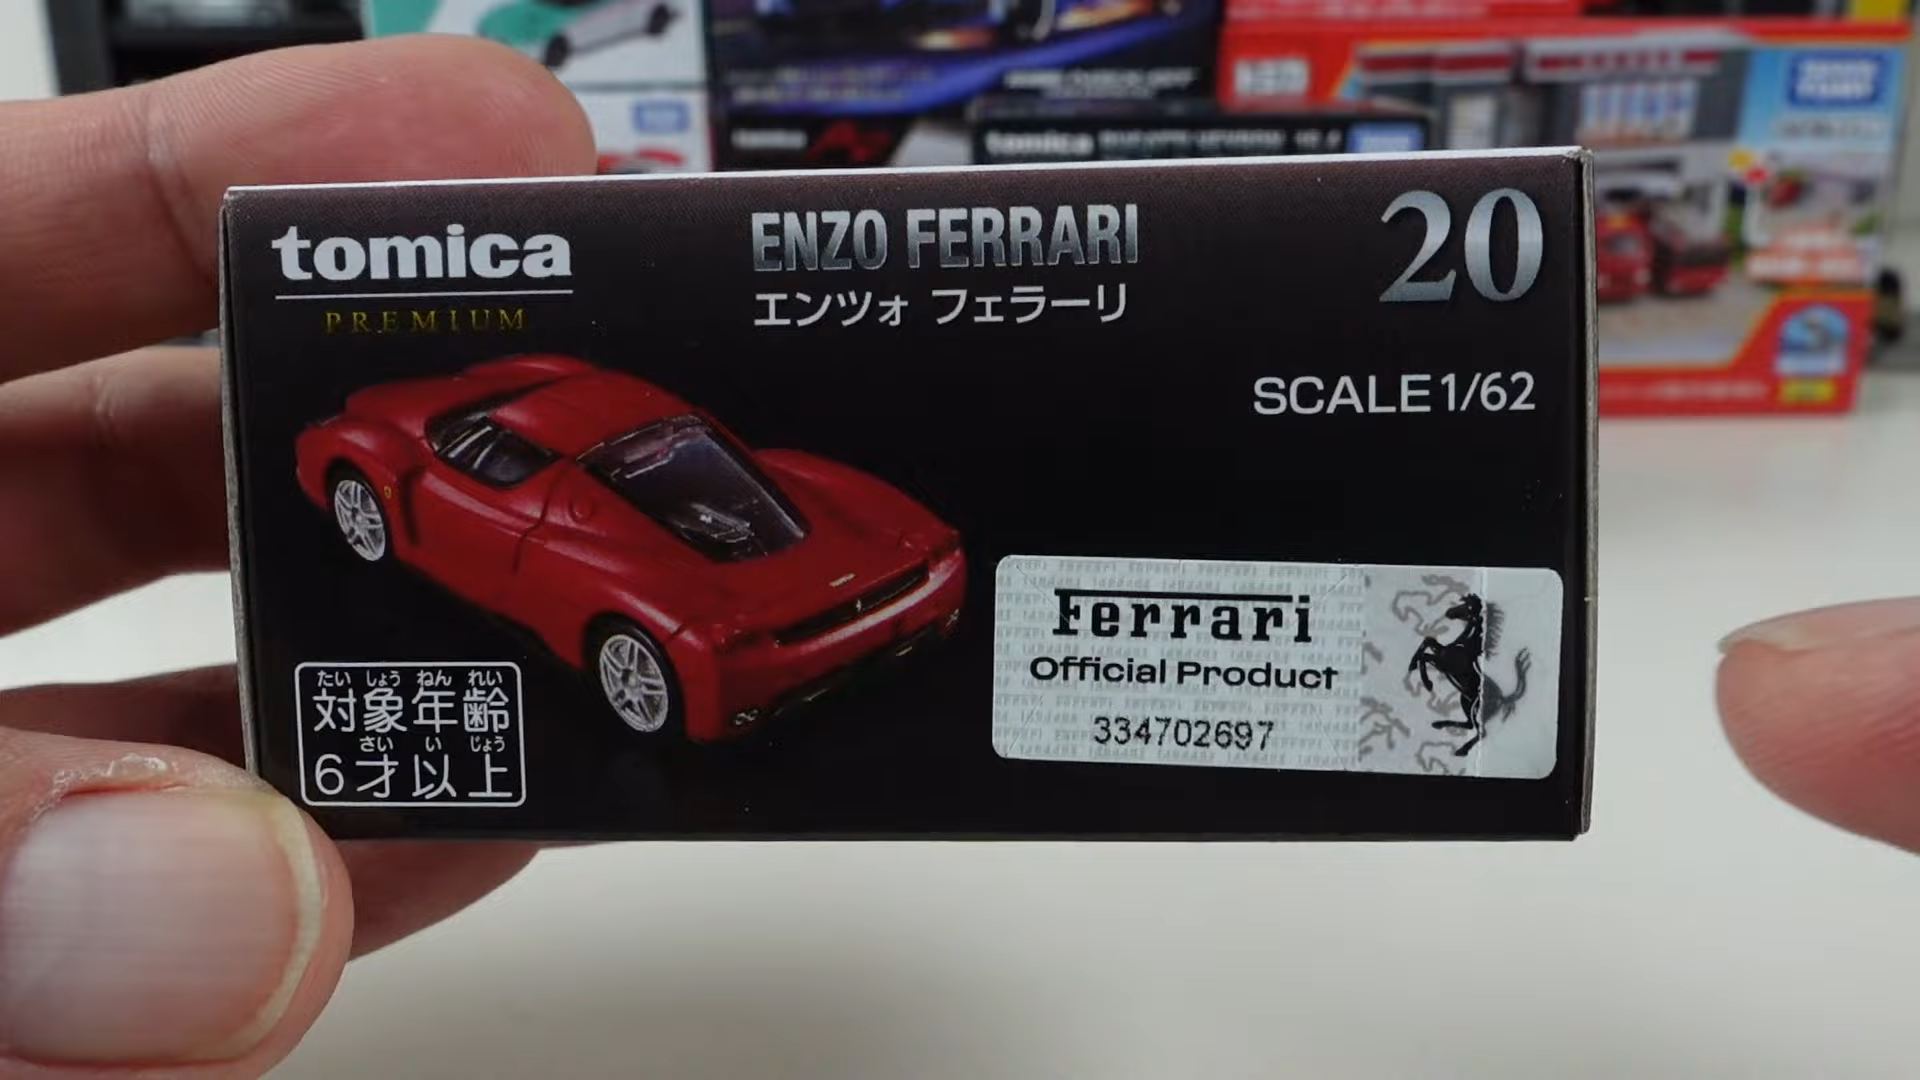 tomica
PREMIUM
ENZO FERRARI
エンツォ フェラーリ
20
SCALE 1/62
Ferrari
Official Product
334702697
たいしょうねんれい
対象年齢
さいいじょう
6才以上
tomica
tomica